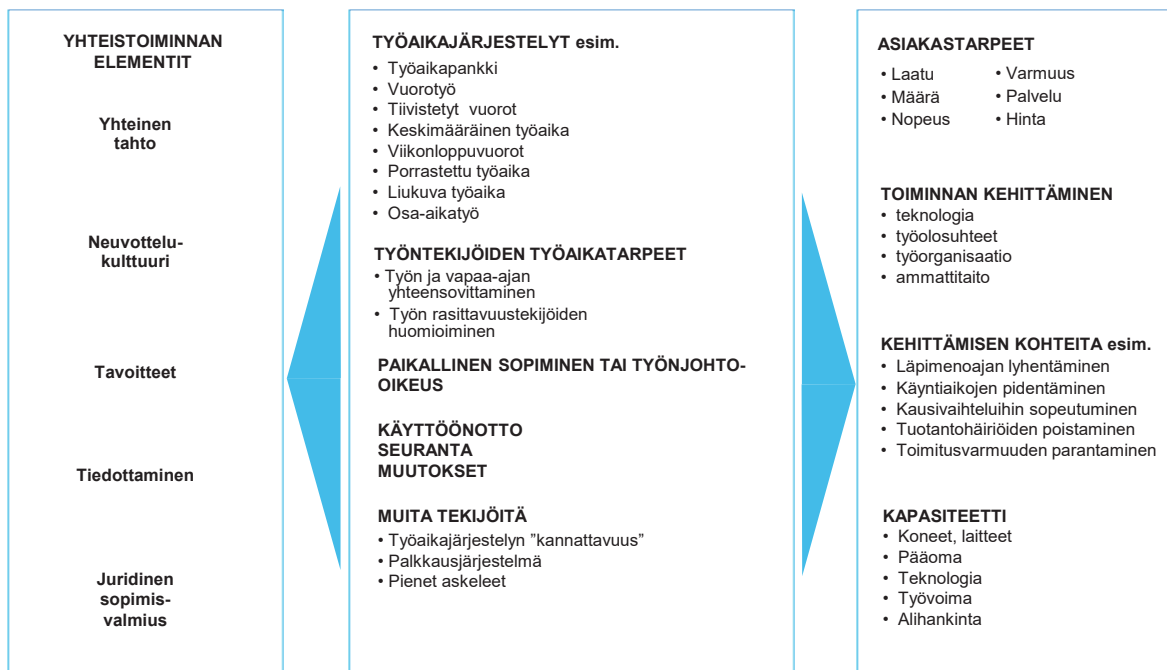 YHTEISTOIMINNAN
ELEMENTIT
Yhteinen
tahto
Neuvottelu-
kulttuuri
Tavoitteet
Tiedottaminen
Juridinen
sopimis-
valmius
TYÖAIKAJÄRJESTELYT esim.
• Työaikapankki
• Vuorotyö
• Tiivistetyt vuorot
• Keskimääräinen työaika
• Viikonloppuvuorot
• Porrastettu työaika
• Liukuva työaika
• Osa-aikatyö
TYÖNTEKIJÖIDEN TYÖAIKATARPEET
• Työn ja vapaa-ajan
yhteensovittaminen
• Työn rasittavuustekijöiden
huomioiminen
PAIKALLINEN SOPIMINEN TAI TYÖNJOHTO-
OIKEUS
KÄYTTÖÖNOTTO
SEURANTA
MUUTOKSET
MUITA TEKIJÖITÄ
• Työaikajärjestelyn ”kannattavuus”
• Palkkausjärjestelmä
• Pienet askeleet
ASIAKASTARPEET
• Laatu • Varmuus
• Määrä • Palvelu
• Nopeus • Hinta
TOIMINNAN KEHITTÄMINEN
• teknologia
• työolosuhteet
• työorganisaatio
• ammattitaito
KEHITTÄMISEN KOHTEITA esim.
• Läpimenoajan lyhentäminen
• Käyntiaikojen pidentäminen
• Kausivaihteluihin sopeutuminen
• Tuotantohäiriöiden poistaminen
• Toimitusvarmuuden parantaminen
KAPASITEETTI
• Koneet, laitteet
• Pääoma
• Teknologia
• Työvoima
• Alihankinta